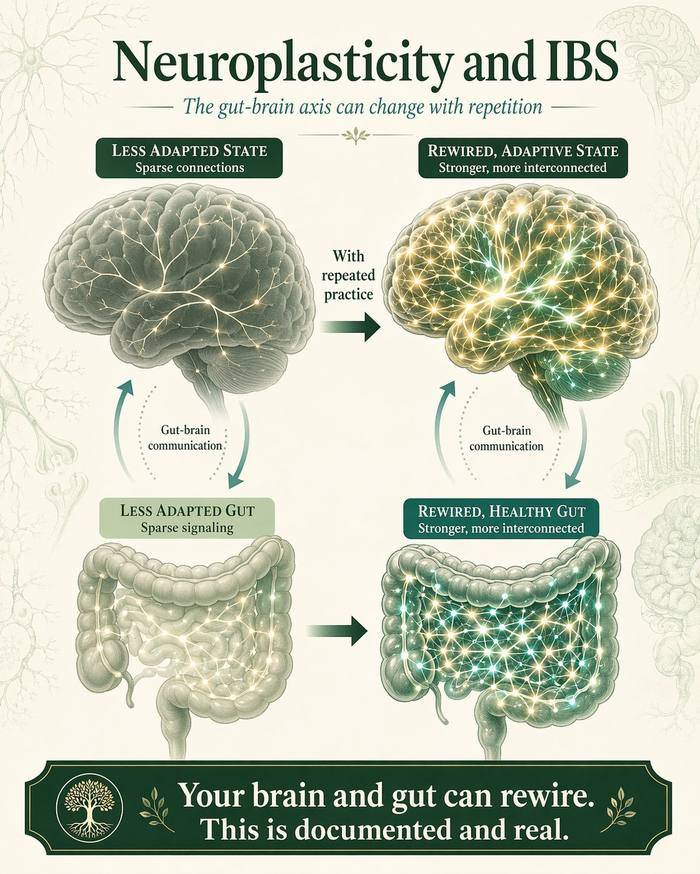 Neuroplasticity and IBS
The gut-brain axis can change with repetition
LESS ADAPTED STATE
Sparse connections
REWIRED, ADAPTIVE STATE
Stronger, more interconnected
With
repeated
practice
Gut-brain
communication
Gut-brain
communication
LESS ADAPTED GUT
Sparse signaling
REWIRED, HEALTHY GUT
Stronger, more interconnected
Your brain and gut can rewire.
This is documented and real.